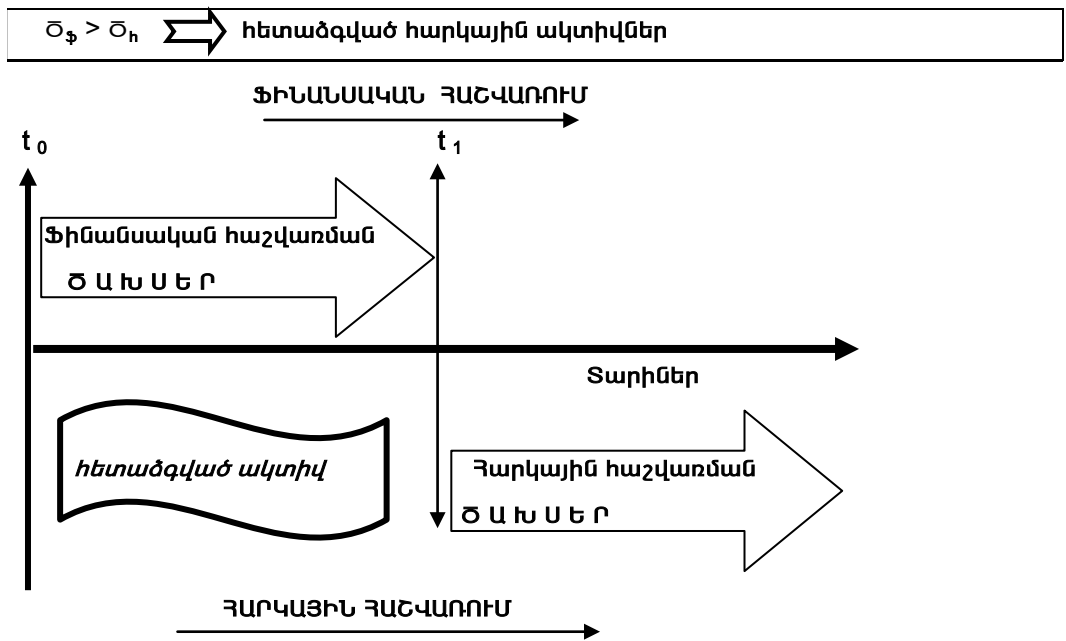 Ծֆ > Ծհ հետաձգված հարկային ակտիվներ
ՖԻՆԱՆՍԱԿԱՆ ՀԱՇՎԱՌՈՒՄ
t 0
t 1
Ֆինանսական հաշվառման
Ծ Ա Խ Ս Ե Ր
Տարիներ
հետաձգված ակտիվ
Հարկային հաշվառման
Ծ Ա Խ Ս Ե Ր
ՀԱՐԿԱՅԻՆ ՀԱՇՎԱՌՈՒՄ